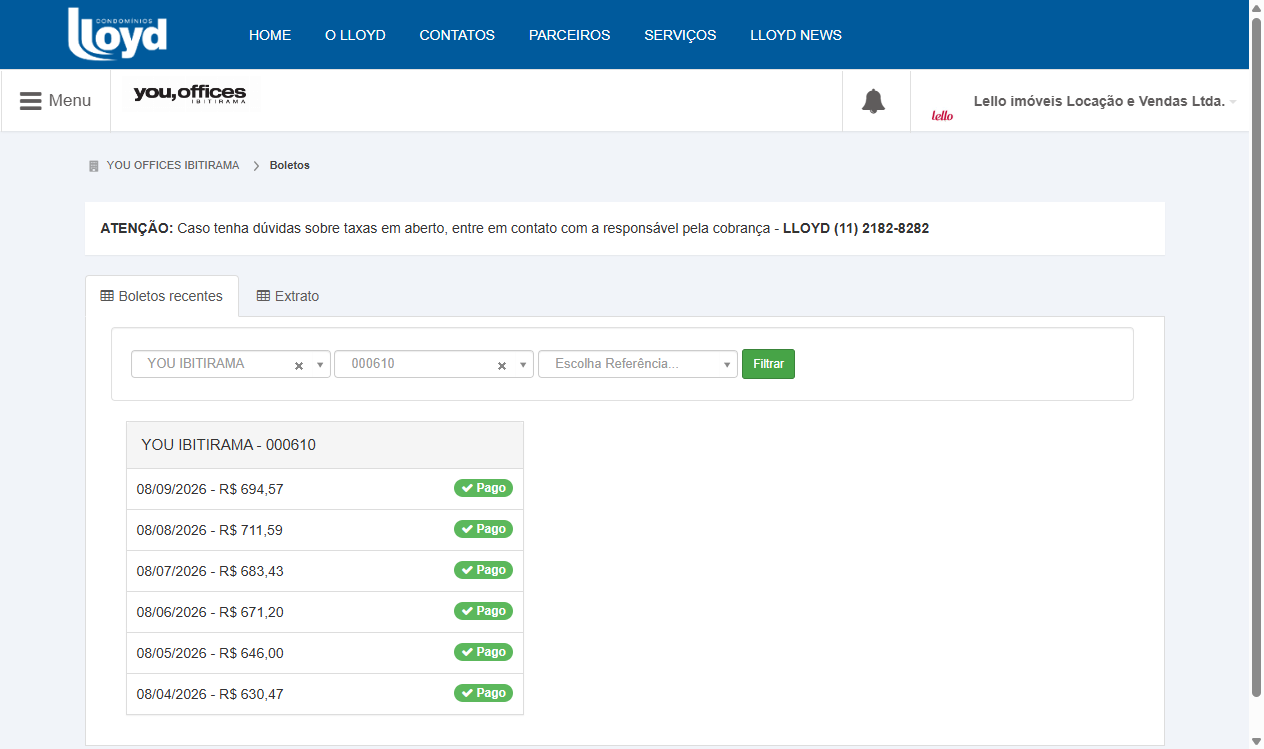 CONDOMÍNIOS
Lloyd
HOME O LLOYD CONTATOS PARCEIROS SERVIÇOS LLOYD NEWS
Menu
you,offices
IBITIRAMA
lello
Lello imóveis Locação e Vendas Ltda.
YOU OFFICES IBITIRAMA > Boletos
ATENÇÃO: Caso tenha dúvidas sobre taxas em aberto, entre em contato com a responsável pela cobrança - LLOYD (11) 2182-8282
Boletos recentes Extrato
YOU IBITIRAMA × 000610 × Escolha Referência... Filtrar
YOU IBITIRAMA - 000610
08/09/2026 - R$ 694,57 Pago
08/08/2026 - R$ 711,59 Pago
08/07/2026 - R$ 683,43 Pago
08/06/2026 - R$ 671,20 Pago
08/05/2026 - R$ 646,00 Pago
08/04/2026 - R$ 630,47 Pago